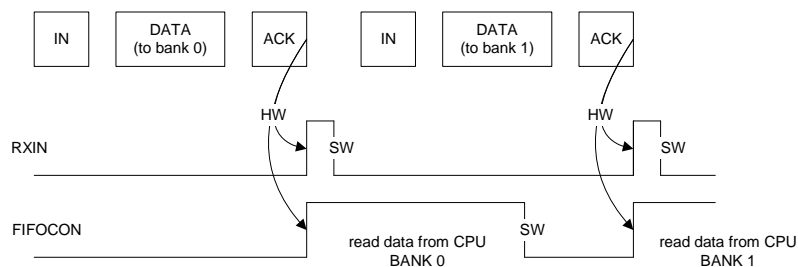 IN
DATA
(to bank 0)
ACK
IN
DATA
(to bank 1)
ACK
HW
HW
RXIN
SW
SW
FIFOCON
SW
read data from CPU
BANK 0
read data from CPU
BANK 1